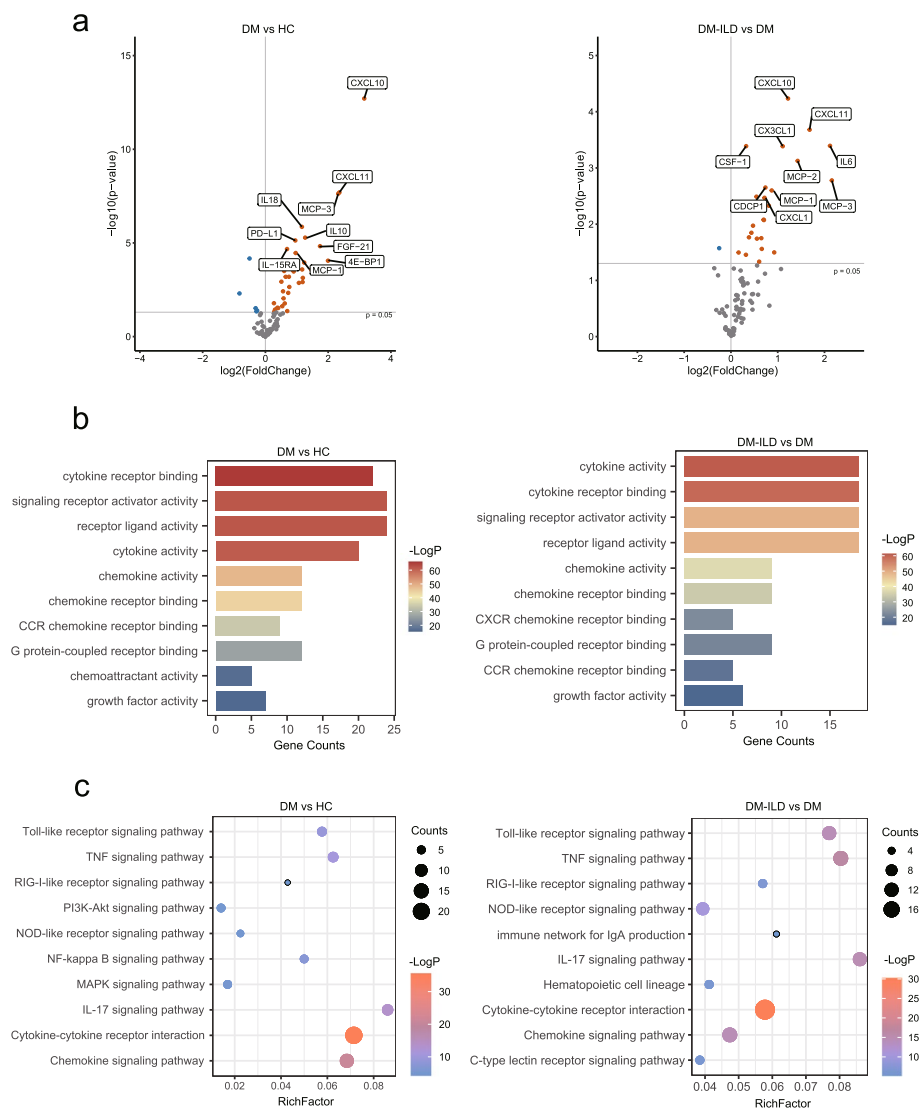 a
DM vs HC
15
10
5
0
−4
−2
0
2
4
−log10(p−value)
log2(FoldChange)
CXCL10
CXCL11
MCP−3
IL18
IL10
PD−L1
FGF−21
IL−15RA
4E−BP1
MCP−1
p = 0.05
DM-ILD vs DM
5
4
3
2
1
0
−2
−1
0
1
2
−log10(p−value)
log2(FoldChange)
CXCL10
CXCL11
CX3CL1
CSF−1
IL6
MCP−2
MCP−1
MCP−3
CDCP1
CXCL1
p = 0.05
b
DM vs HC
cytokine receptor binding
signaling receptor activator activity
receptor ligand activity
cytokine activity
chemokine activity
chemokine receptor binding
CCR chemokine receptor binding
G protein-coupled receptor binding
chemoattractant activity
growth factor activity
0 5 10 15 20 25
Gene Counts
-LogP
60
50
40
30
20
DM-ILD vs DM
cytokine activity
cytokine receptor binding
signaling receptor activator activity
receptor ligand activity
chemokine activity
chemokine receptor binding
CXCR chemokine receptor binding
G protein-coupled receptor binding
CCR chemokine receptor binding
growth factor activity
0 5 10 15
Gene Counts
-LogP
60
50
40
30
20
c
DM vs HC
Toll-like receptor signaling pathway
TNF signaling pathway
RIG-I-like receptor signaling pathway
PI3K-Akt signaling pathway
NOD-like receptor signaling pathway
NF-kappa B signaling pathway
MAPK signaling pathway
IL-17 signaling pathway
Cytokine-cytokine receptor interaction
Chemokine signaling pathway
0.02 0.04 0.06 0.08
RichFactor
Counts
5
10
15
20
-LogP
30
20
10
DM-ILD vs DM
Toll-like receptor signaling pathway
TNF signaling pathway
RIG-I-like receptor signaling pathway
NOD-like receptor signaling pathway
immune network for IgA production
IL-17 signaling pathway
Hematopoietic cell lineage
Cytokine-cytokine receptor interaction
Chemokine signaling pathway
C-type lectin receptor signaling pathway
0.04 0.05 0.06 0.07 0.08
RichFactor
Counts
4
8
12
16
-LogP
30
25
20
15
10